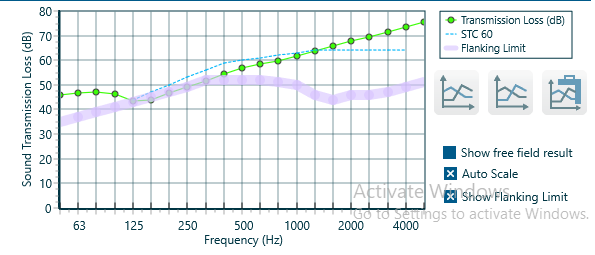 80
70
60
50
40
30
20
10
0
Sound Transmission Loss (dB)
63 125 250 500 1000 2000 4000
Frequency (Hz)
Transmission Loss (dB)
STC 60
Flanking Limit
Show free field result
Auto Scale
Show Flanking Limit
Activate Windows
Go to Settings to activate Windows.